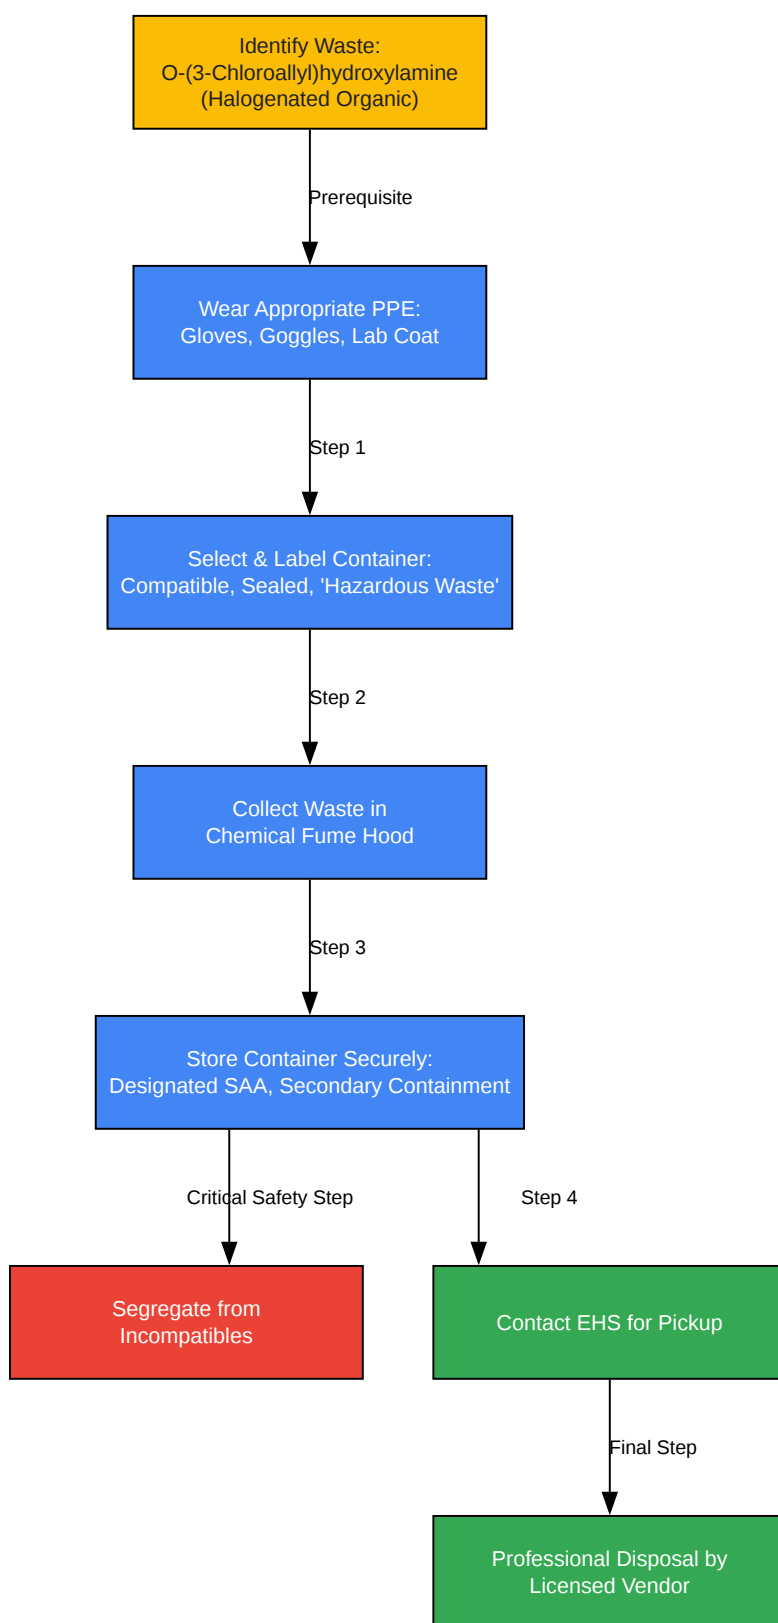 Identify Waste:
O-(3-Chloroallyl)hydroxylamine
(Halogenated Organic)
Prerequisite
Wear Appropriate PPE:
Gloves, Goggles, Lab Coat
Step 1
Select & Label Container:
Compatible, Sealed, 'Hazardous Waste'
Step 2
Collect Waste in
Chemical Fume Hood
Step 3
Store Container Securely:
Designated SAA, Secondary Containment
Critical Safety Step
Step 4
Segregate from
Incompatibles
Contact EHS for Pickup
Final Step
Professional Disposal by
Licensed Vendor